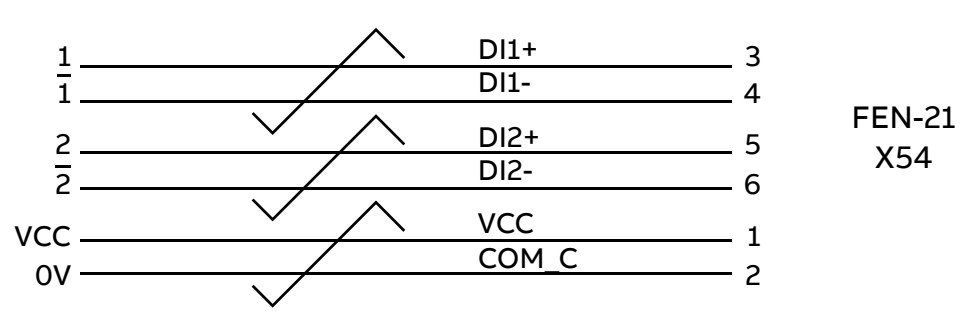 1 DI1+ 3
1̅ DI1- 4
2 DI2+ 5
2̅ DI2- 6
VCC VCC 1
0V COM_C 2
FEN-21
X54